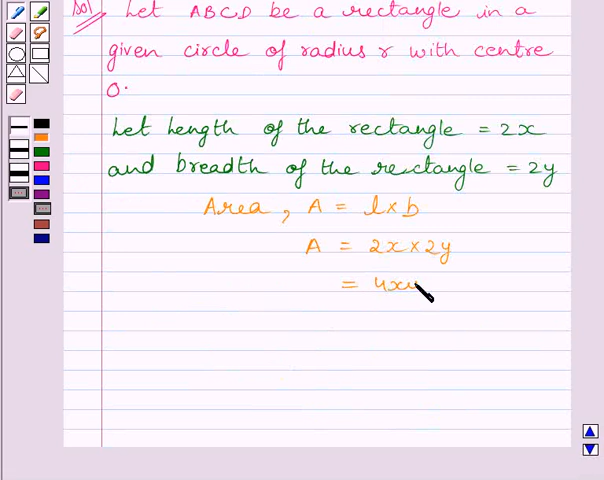 Sol Let ABCD be a rectangle in a
given circle of radius r with centre
O.
Let length of the rectangle = 2x
and breadth of the rectangle = 2y
Area, A = l×b
A = 2x×2y
= 4xy